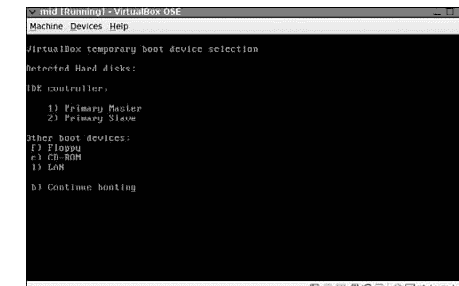 mid [Running] - VirtualBox OSE
Machine Devices Help
VirtualBox temporary boot device selection
Detected Hard disks:
IDE controller:
1) Primary Master
2) Primary Slave
Other boot devices:
f) Floppy
c) CD-ROM
l) LAN
b) Continue booting